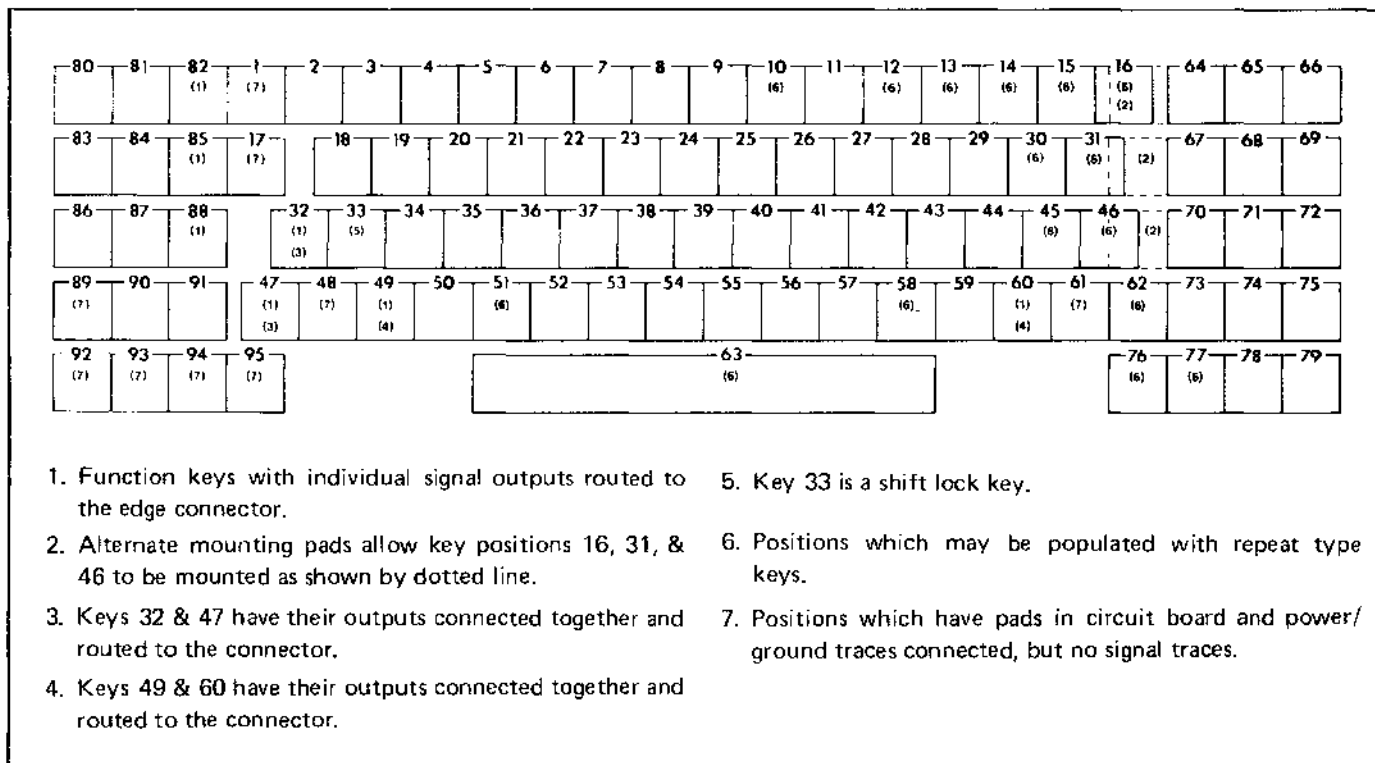 80 81 82 1 2 3 4 5 6 7 8 9 10 11 12 13 14 15 16 64 65 66
(1) (7) (6) (6) (6) (6) (6) (6)
(2)
83 84 85 17 18 19 20 21 22 23 24 25 26 27 28 29 30 31 67 68 69
(1) (7) (6) (6) (2)
86 87 88 32 33 34 35 36 37 38 39 40 41 42 43 44 45 46 70 71 72
(1) (1) (5) (6) (6) (2)
(3)
89 90 91 47 48 49 50 51 52 53 54 55 56 57 58 59 60 61 62 73 74 75
(7) (1) (7) (1) (6) (6) (1) (7) (6)
(3) (4) (4)
92 93 94 95 63 76 77 78 79
(7) (7) (7) (7) (6) (6) (6)
1. Function keys with individual signal outputs routed to
the edge connector.
2. Alternate mounting pads allow key positions 16, 31, &
46 to be mounted as shown by dotted line.
3. Keys 32 & 47 have their outputs connected together and
routed to the connector.
4. Keys 49 & 60 have their outputs connected together and
routed to the connector.
5. Key 33 is a shift lock key.
6. Positions which may be populated with repeat type
keys.
7. Positions which have pads in circuit board and power/
ground traces connected, but no signal traces.